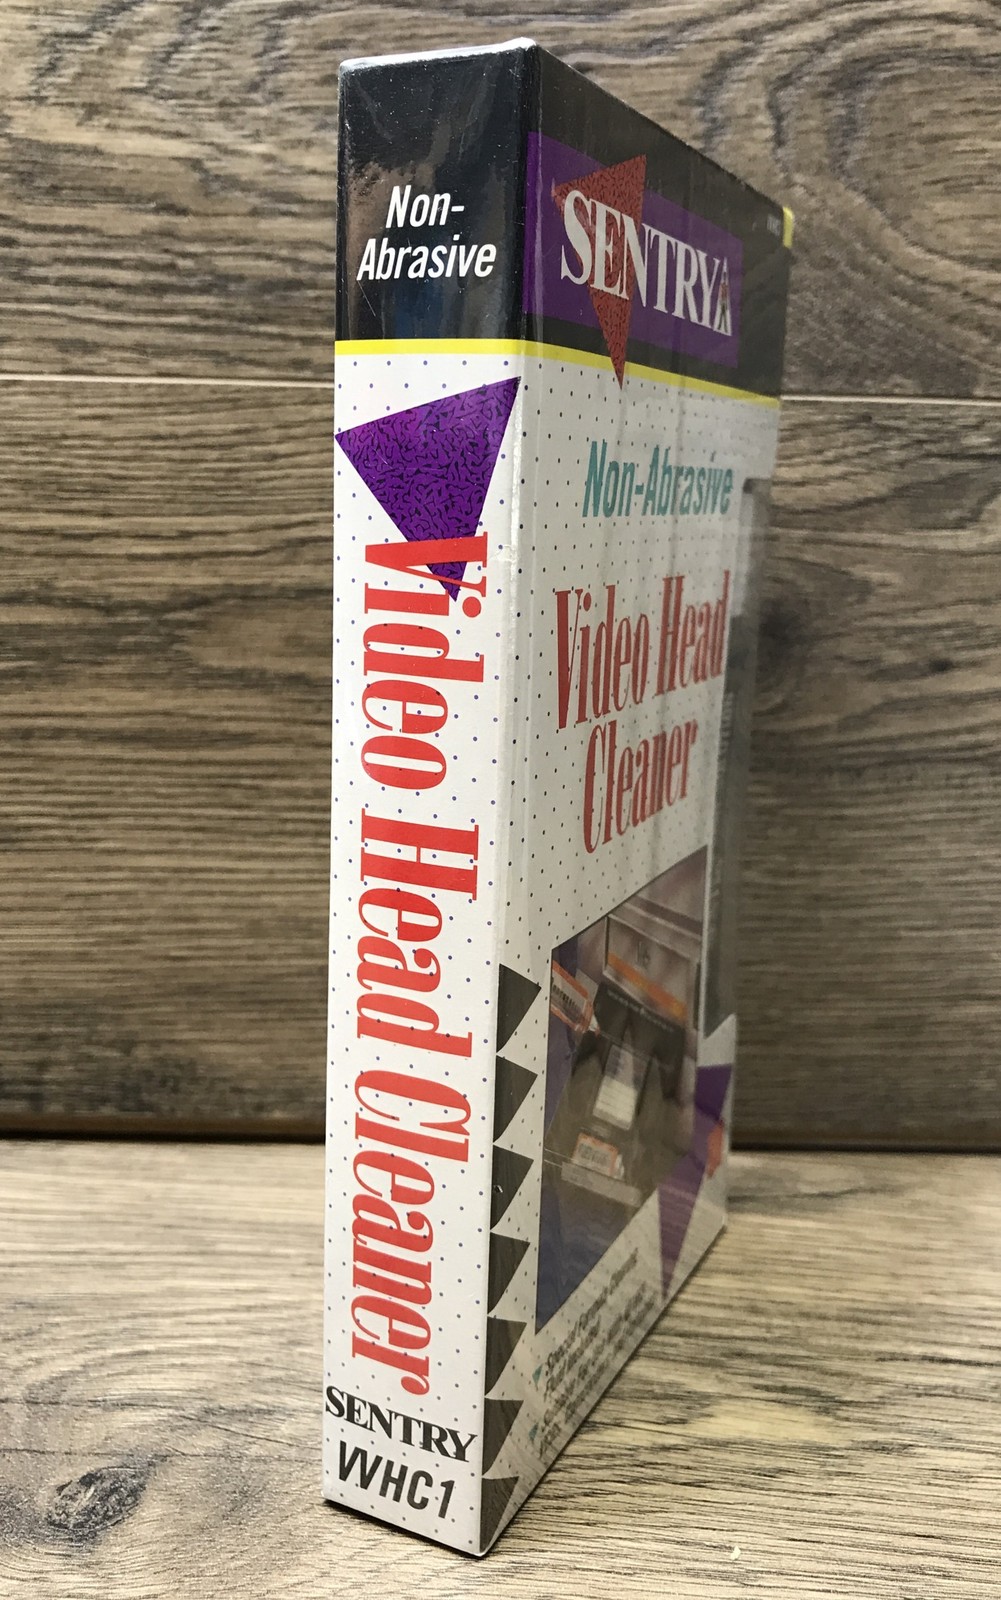 Non-
Abrasive
Video Head Cleaner
SENTRY
VVHC1
SENTRY
Non-Abrasive
Video Head
Cleaner